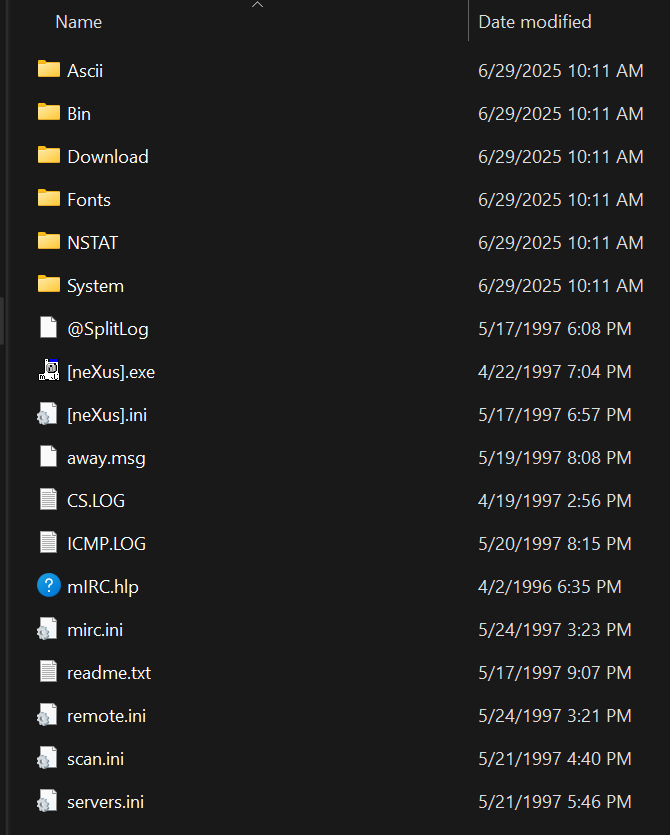 Name Date modified
Ascii 6/29/2025 10:11 AM
Bin 6/29/2025 10:11 AM
Download 6/29/2025 10:11 AM
Fonts 6/29/2025 10:11 AM
NSTAT 6/29/2025 10:11 AM
System 6/29/2025 10:11 AM
@SplitLog 5/17/1997 6:08 PM
[neXus].exe 4/22/1997 7:04 PM
[neXus].ini 5/17/1997 6:57 PM
away.msg 5/19/1997 8:08 PM
CS.LOG 4/19/1997 2:56 PM
ICMP.LOG 5/20/1997 8:15 PM
mIRC.hlp 4/2/1996 6:35 PM
mirc.ini 5/24/1997 3:23 PM
readme.txt 5/17/1997 9:07 PM
remote.ini 5/24/1997 3:21 PM
scan.ini 5/21/1997 4:40 PM
servers.ini 5/21/1997 5:46 PM